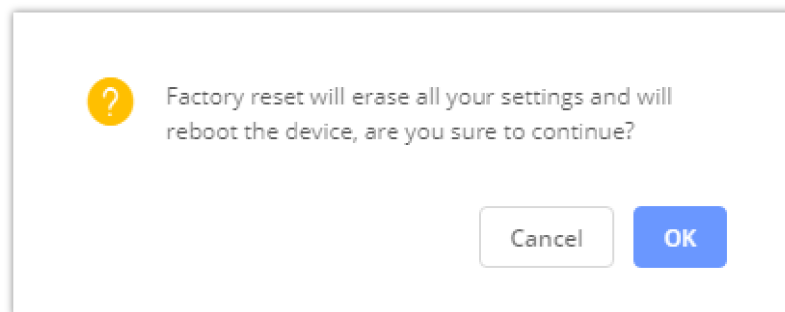 ?
Factory reset will erase all your settings and will
reboot the device, are you sure to continue?
Cancel OK